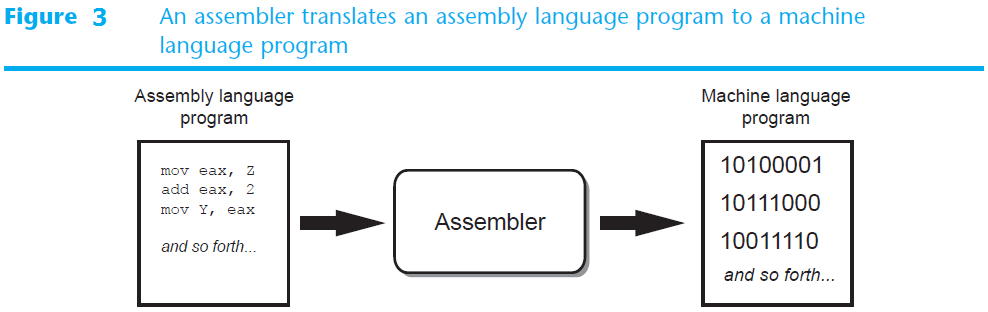 Figure 3 An assembler translates an assembly language program to a machine
language program
Assembly language
program
mov eax, Z
add eax, 2
mov Y, eax
and so forth...
Assembler
Machine language
program
10100001
10111000
10011110
and so forth...